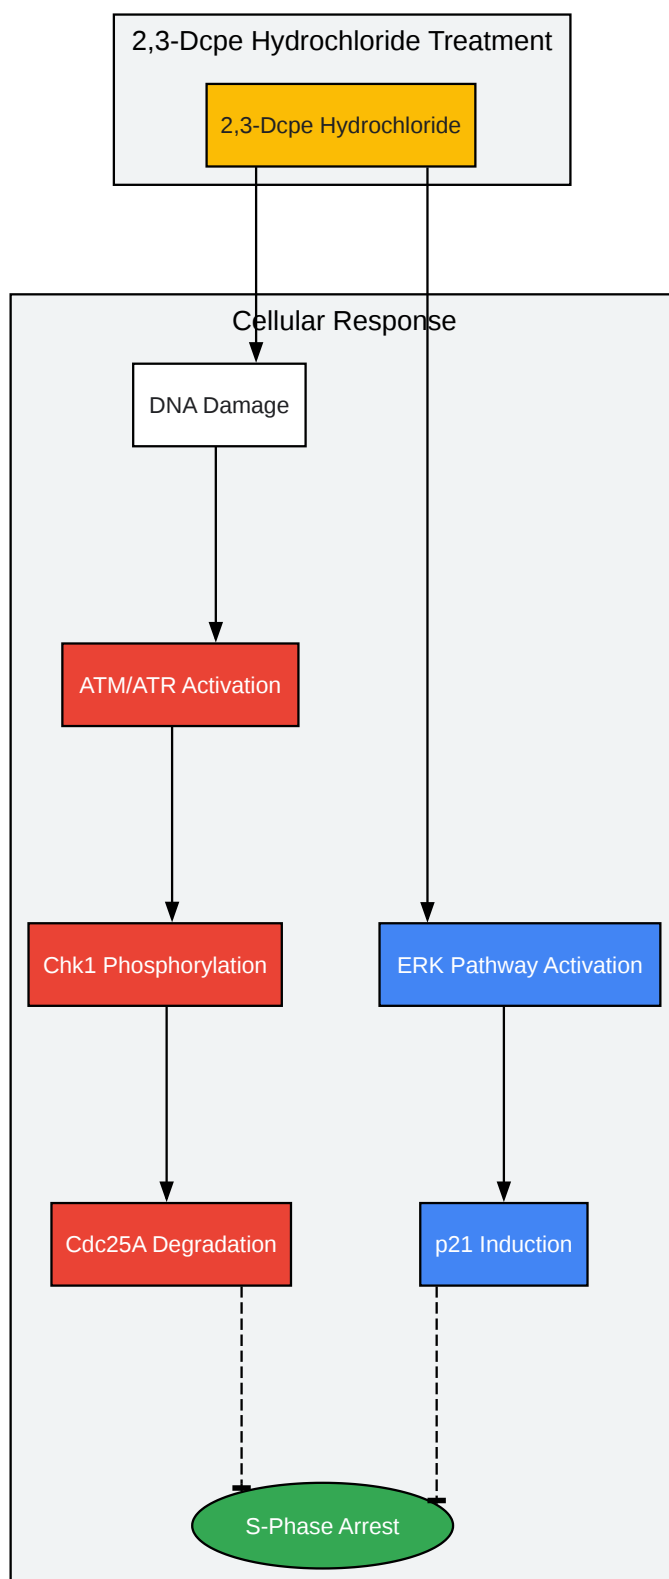 2,3-Dcpe Hydrochloride Treatment
2,3-Dcpe Hydrochloride
Cellular Response
DNA Damage
ATM/ATR Activation
Chk1 Phosphorylation
ERK Pathway Activation
Cdc25A Degradation
p21 Induction
S-Phase Arrest